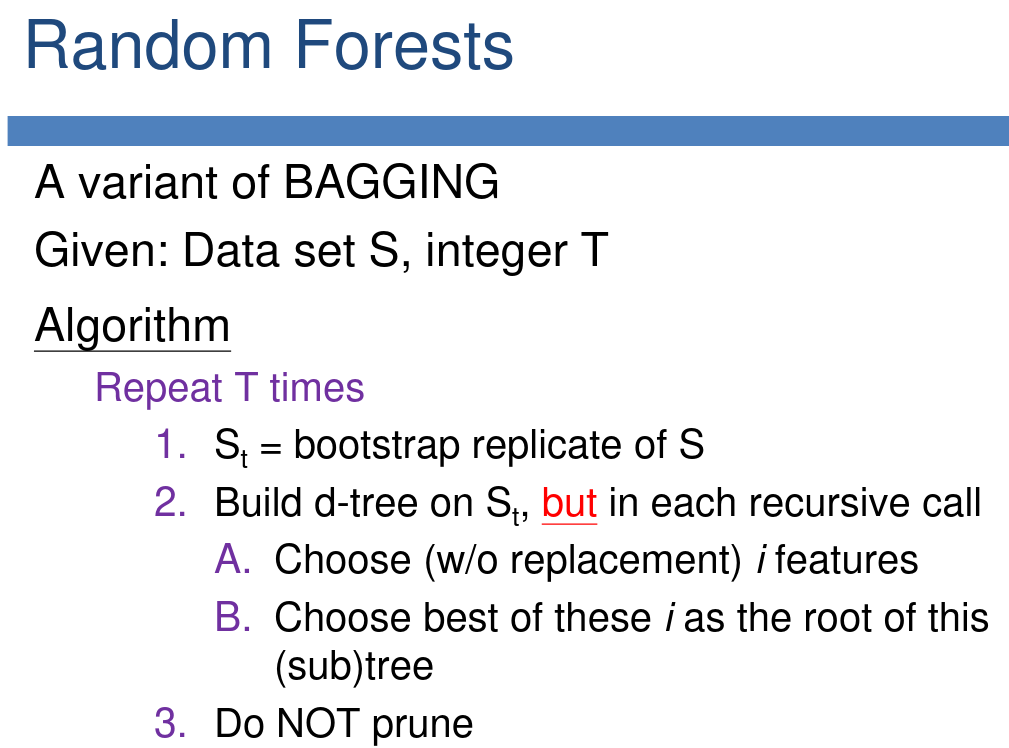 Random Forests
A variant of BAGGING
Given: Data set S, integer T
Algorithm
Repeat T times
1. St = bootstrap replicate of S
2. Build d-tree on St, but in each recursive call
A. Choose (w/o replacement) i features
B. Choose best of these i as the root of this
(sub)tree
3. Do NOT prune